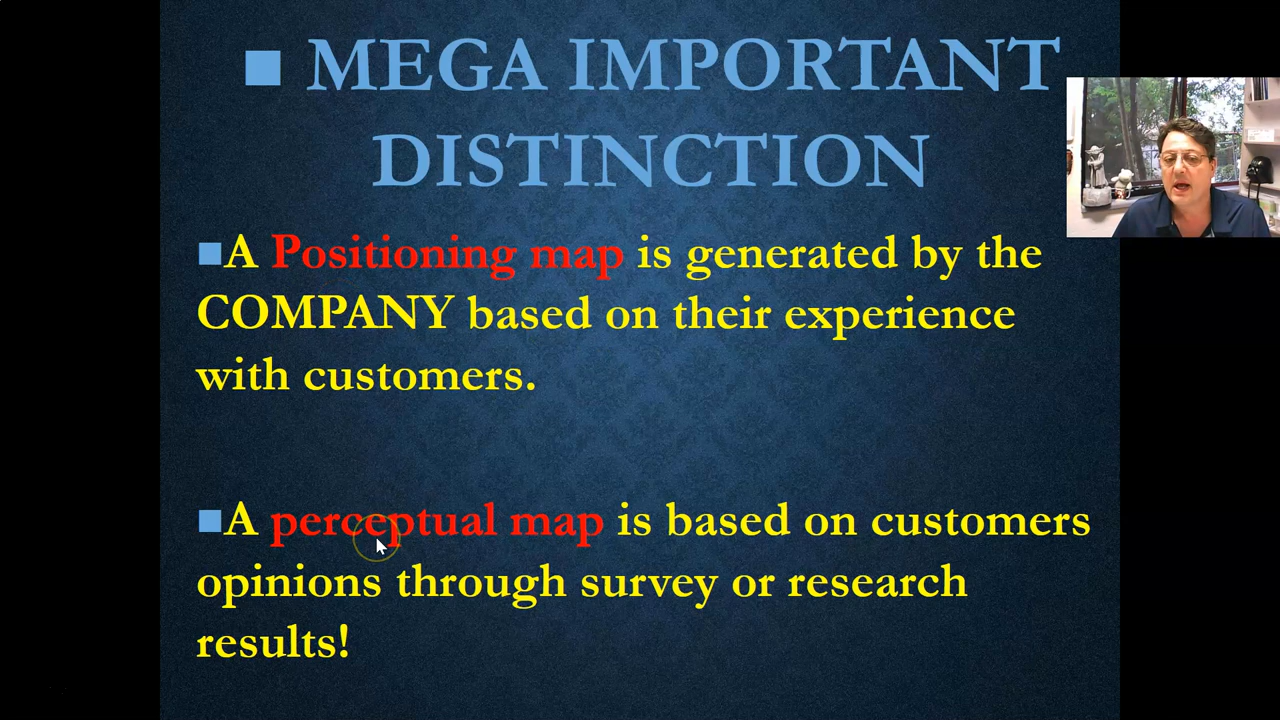 ■ MEGA IMPORTANT
DISTINCTION
■A Positioning map is generated by the
COMPANY based on their experience
with customers.
■A perceptual map is based on customers
opinions through survey or research
results!